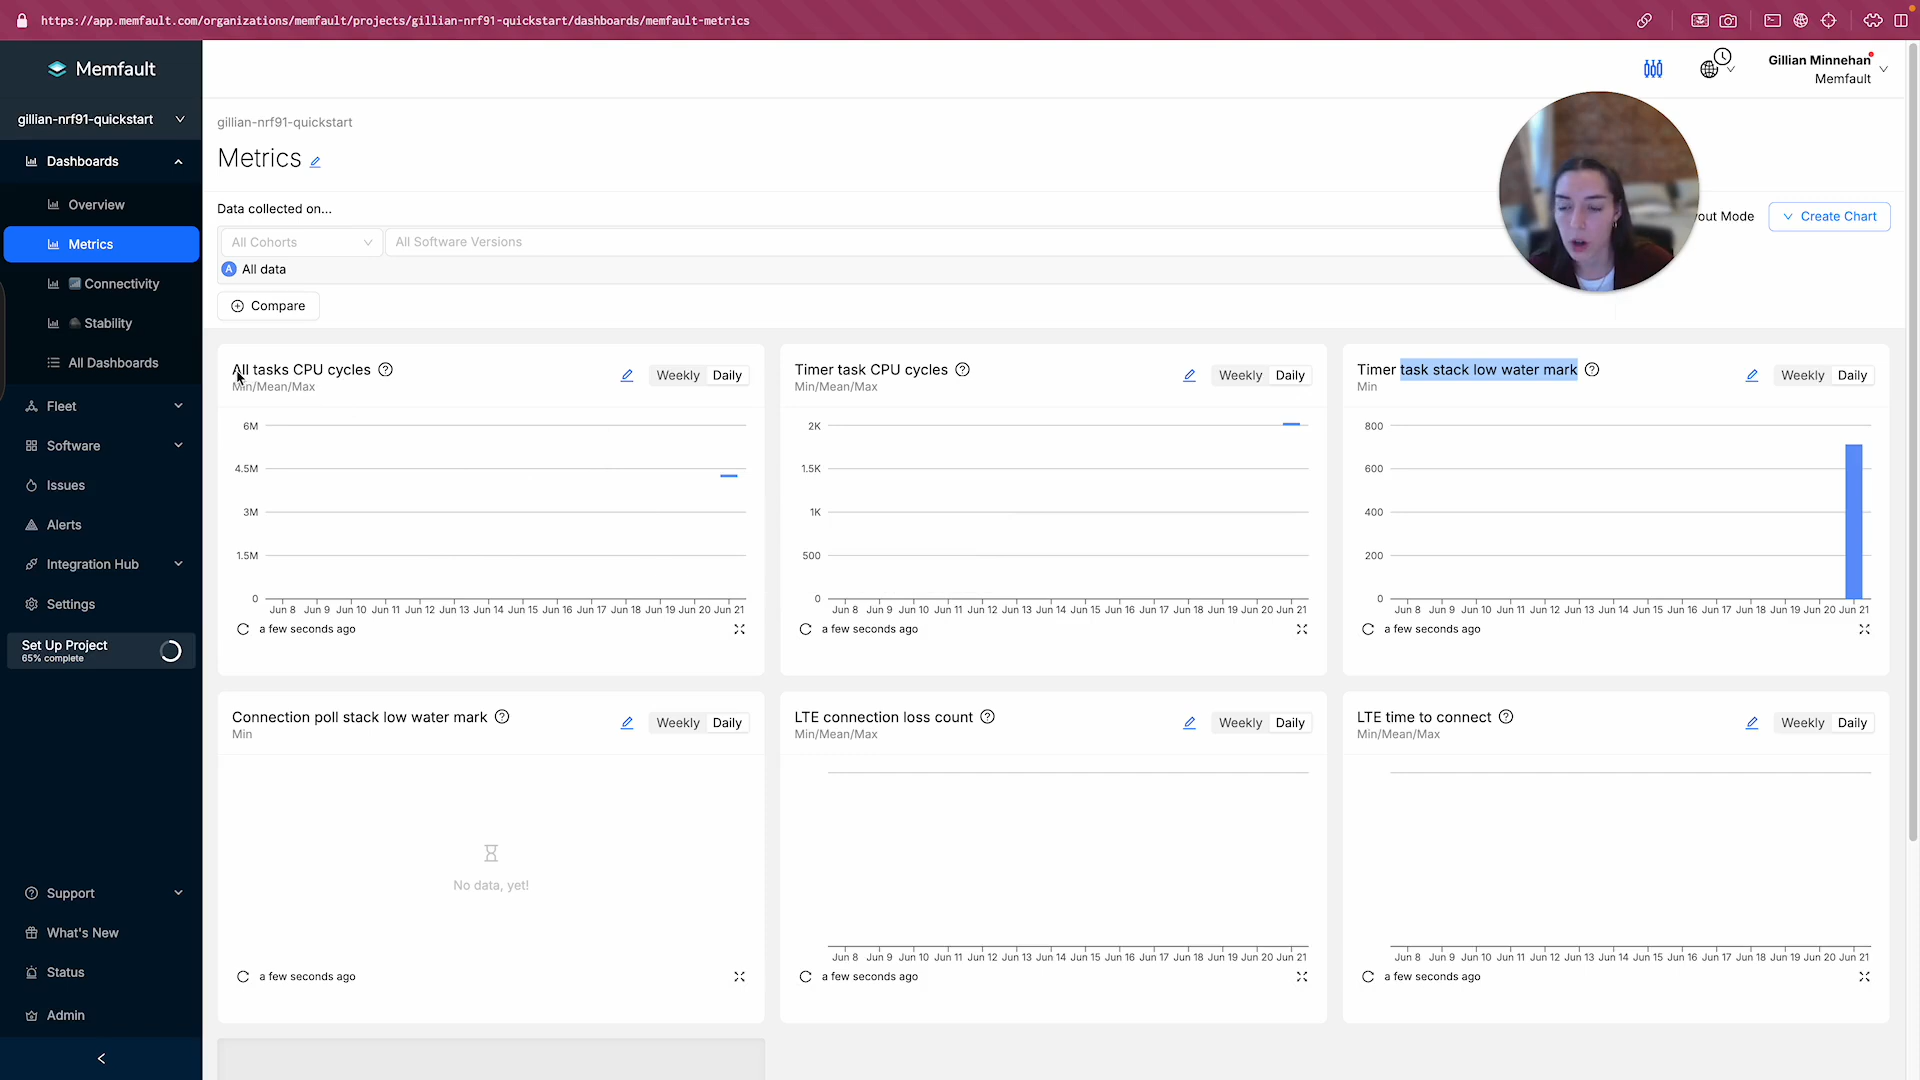 https://app.memfault.com/organizations/memfault/projects/gillian-nrf91-quickstart/dashboards/memfault-metrics
Memfault
Gillian Minnehan
Memfault
gillian-nrf91-quickstart
Dashboards
Overview
Metrics
Connectivity
Stability
All Dashboards
Fleet
Software
Issues
Alerts
Integration Hub
Settings
Set Up Project
65% complete
Support
What's New
Status
Admin
gillian-nrf91-quickstart
Metrics
Data collected on...
out Mode
Create Chart
All Cohorts
All Software Versions
A All data
Compare
All tasks CPU cycles
Min/Mean/Max
Weekly Daily
6M
4.5M
3M
1.5M
0
Jun 8 Jun 9 Jun 10 Jun 11 Jun 12 Jun 13 Jun 14 Jun 15 Jun 16 Jun 17 Jun 18 Jun 19 Jun 20 Jun 21
a few seconds ago
Timer task CPU cycles
Min/Mean/Max
Weekly Daily
2K
1.5K
1K
500
0
Jun 8 Jun 9 Jun 10 Jun 11 Jun 12 Jun 13 Jun 14 Jun 15 Jun 16 Jun 17 Jun 18 Jun 19 Jun 20 Jun 21
a few seconds ago
Timer task stack low water mark
Min
Weekly Daily
800
600
400
200
0
Jun 8 Jun 9 Jun 10 Jun 11 Jun 12 Jun 13 Jun 14 Jun 15 Jun 16 Jun 17 Jun 18 Jun 19 Jun 20 Jun 21
a few seconds ago
Connection poll stack low water mark
Min
Weekly Daily
No data, yet!
a few seconds ago
LTE connection loss count
Min/Mean/Max
Weekly Daily
0
Jun 8 Jun 9 Jun 10 Jun 11 Jun 12 Jun 13 Jun 14 Jun 15 Jun 16 Jun 17 Jun 18 Jun 19 Jun 20 Jun 21
a few seconds ago
LTE time to connect
Min/Mean/Max
Weekly Daily
Jun 8 Jun 9 Jun 10 Jun 11 Jun 12 Jun 13 Jun 14 Jun 15 Jun 16 Jun 17 Jun 18 Jun 19 Jun 20 Jun 21
a few seconds ago